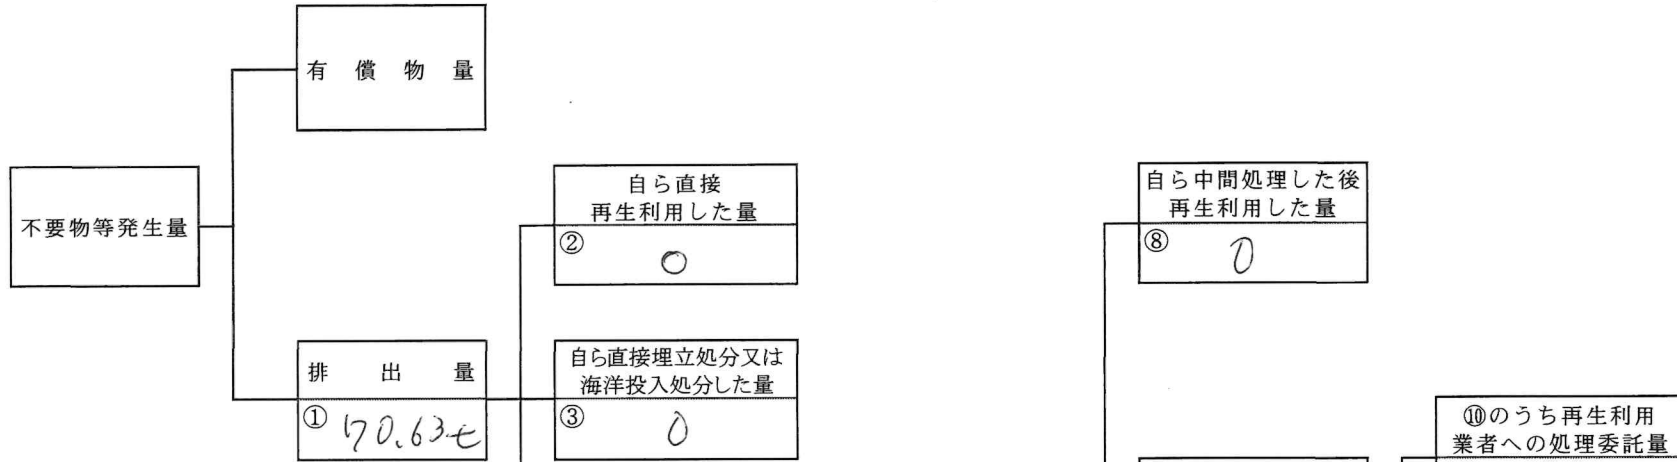 有 償 物 量
不要物等発生量
自ら直接
再生利用した量
② 0
自ら中間処理した後
再生利用した量
⑧ 0
排 出 量
① 70.63t
自ら直接埋立処分又は
海洋投入処分した量
③ 0
⑩のうち再生利用
業者への処理委託量